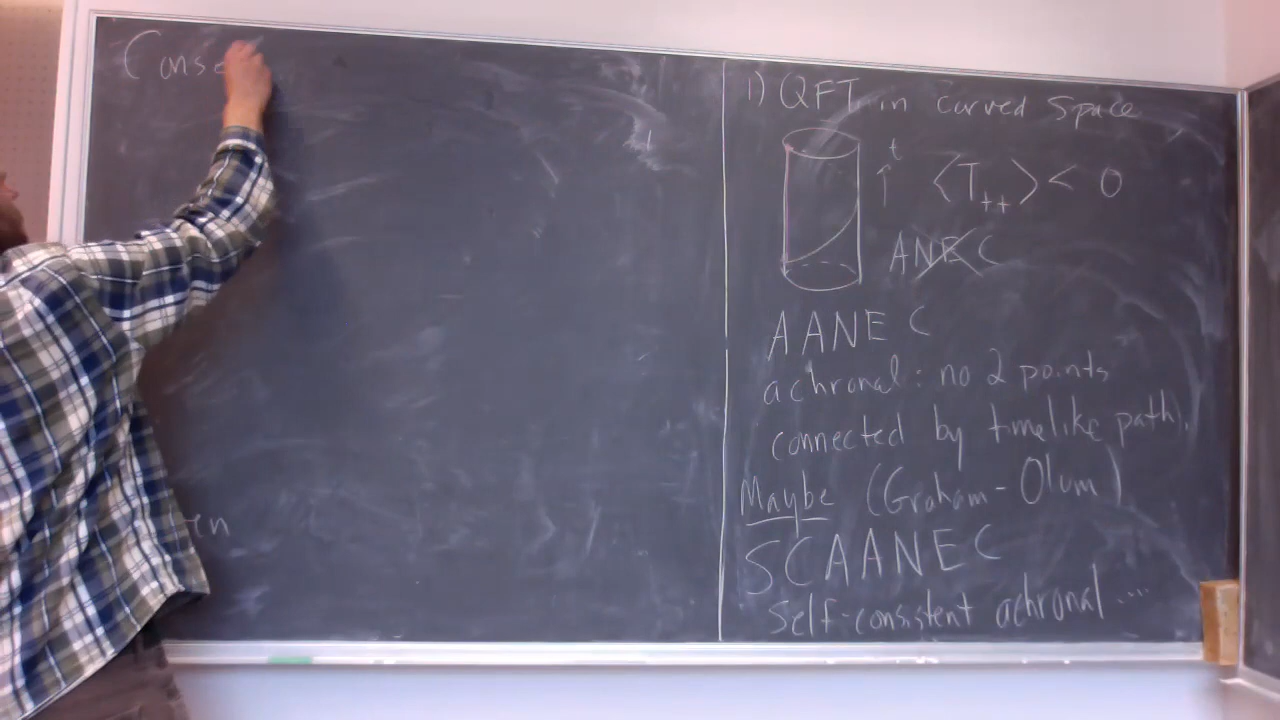 Conse
en
1) QFT in Curved Space
t
<T++> < 0
ANEC
AANEC
achronal: no 2 points
connected by timelike path).
Maybe (Graham-Olum)
SCAANEC
self-consistent achronal ...